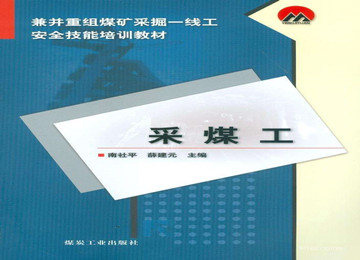 兼并重组煤矿采掘一线工
安全技能培训教材
采煤工
南社平 薛建元 主编
煤炭工业出版社